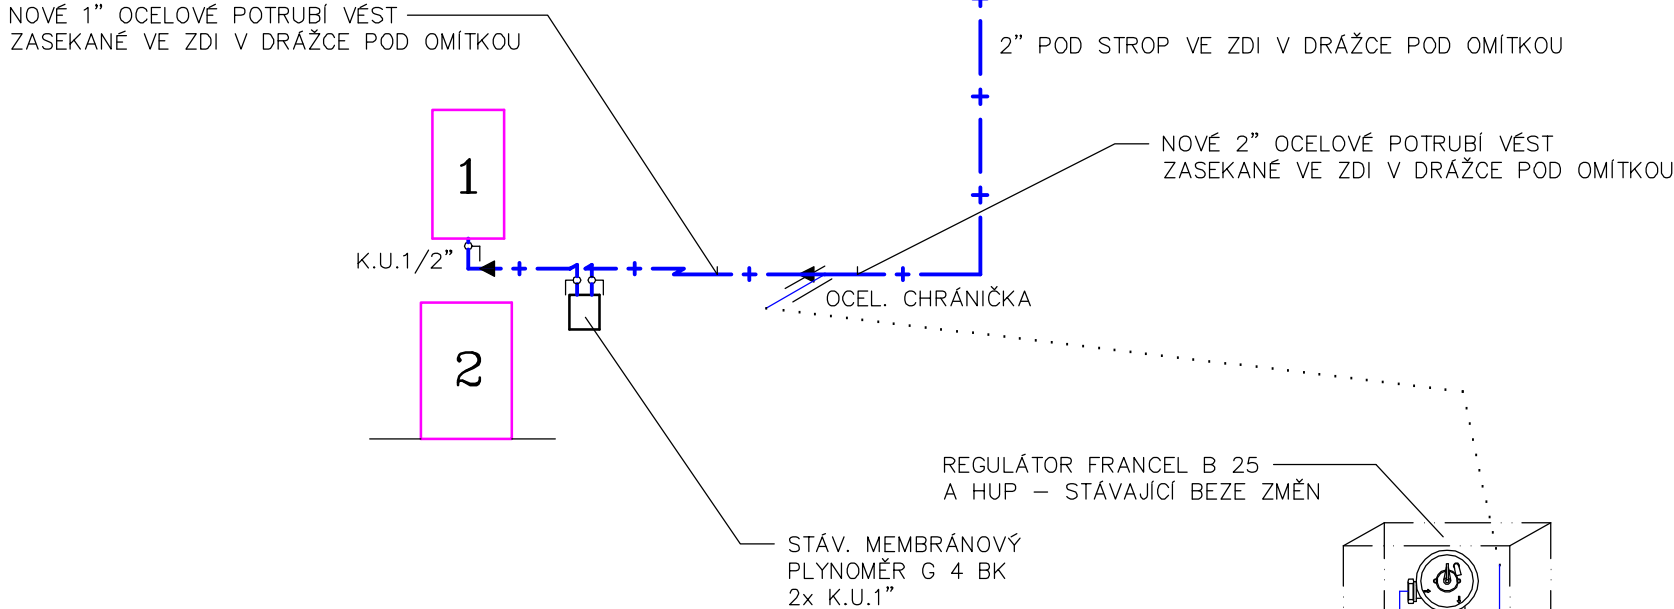 NOVÉ 1” OCELOVÉ POTRUBÍ VÉST
ZASEKANÉ VE ZDI V DRÁŽCE POD OMÍTKOU
2” POD STROP VE ZDI V DRÁŽCE POD OMÍTKOU
NOVÉ 2” OCELOVÉ POTRUBÍ VÉST
ZASEKANÉ VE ZDI V DRÁŽCE POD OMÍTKOU
1
K.U.1/2”
OCEL. CHRÁNIČKA
2
REGULÁTOR FRANCEL B 25
A HUP – STÁVAJÍCÍ BEZE ZMĚN
STÁV. MEMBRÁNOVÝ
PLYNOMĚR G 4 BK
2x K.U.1”